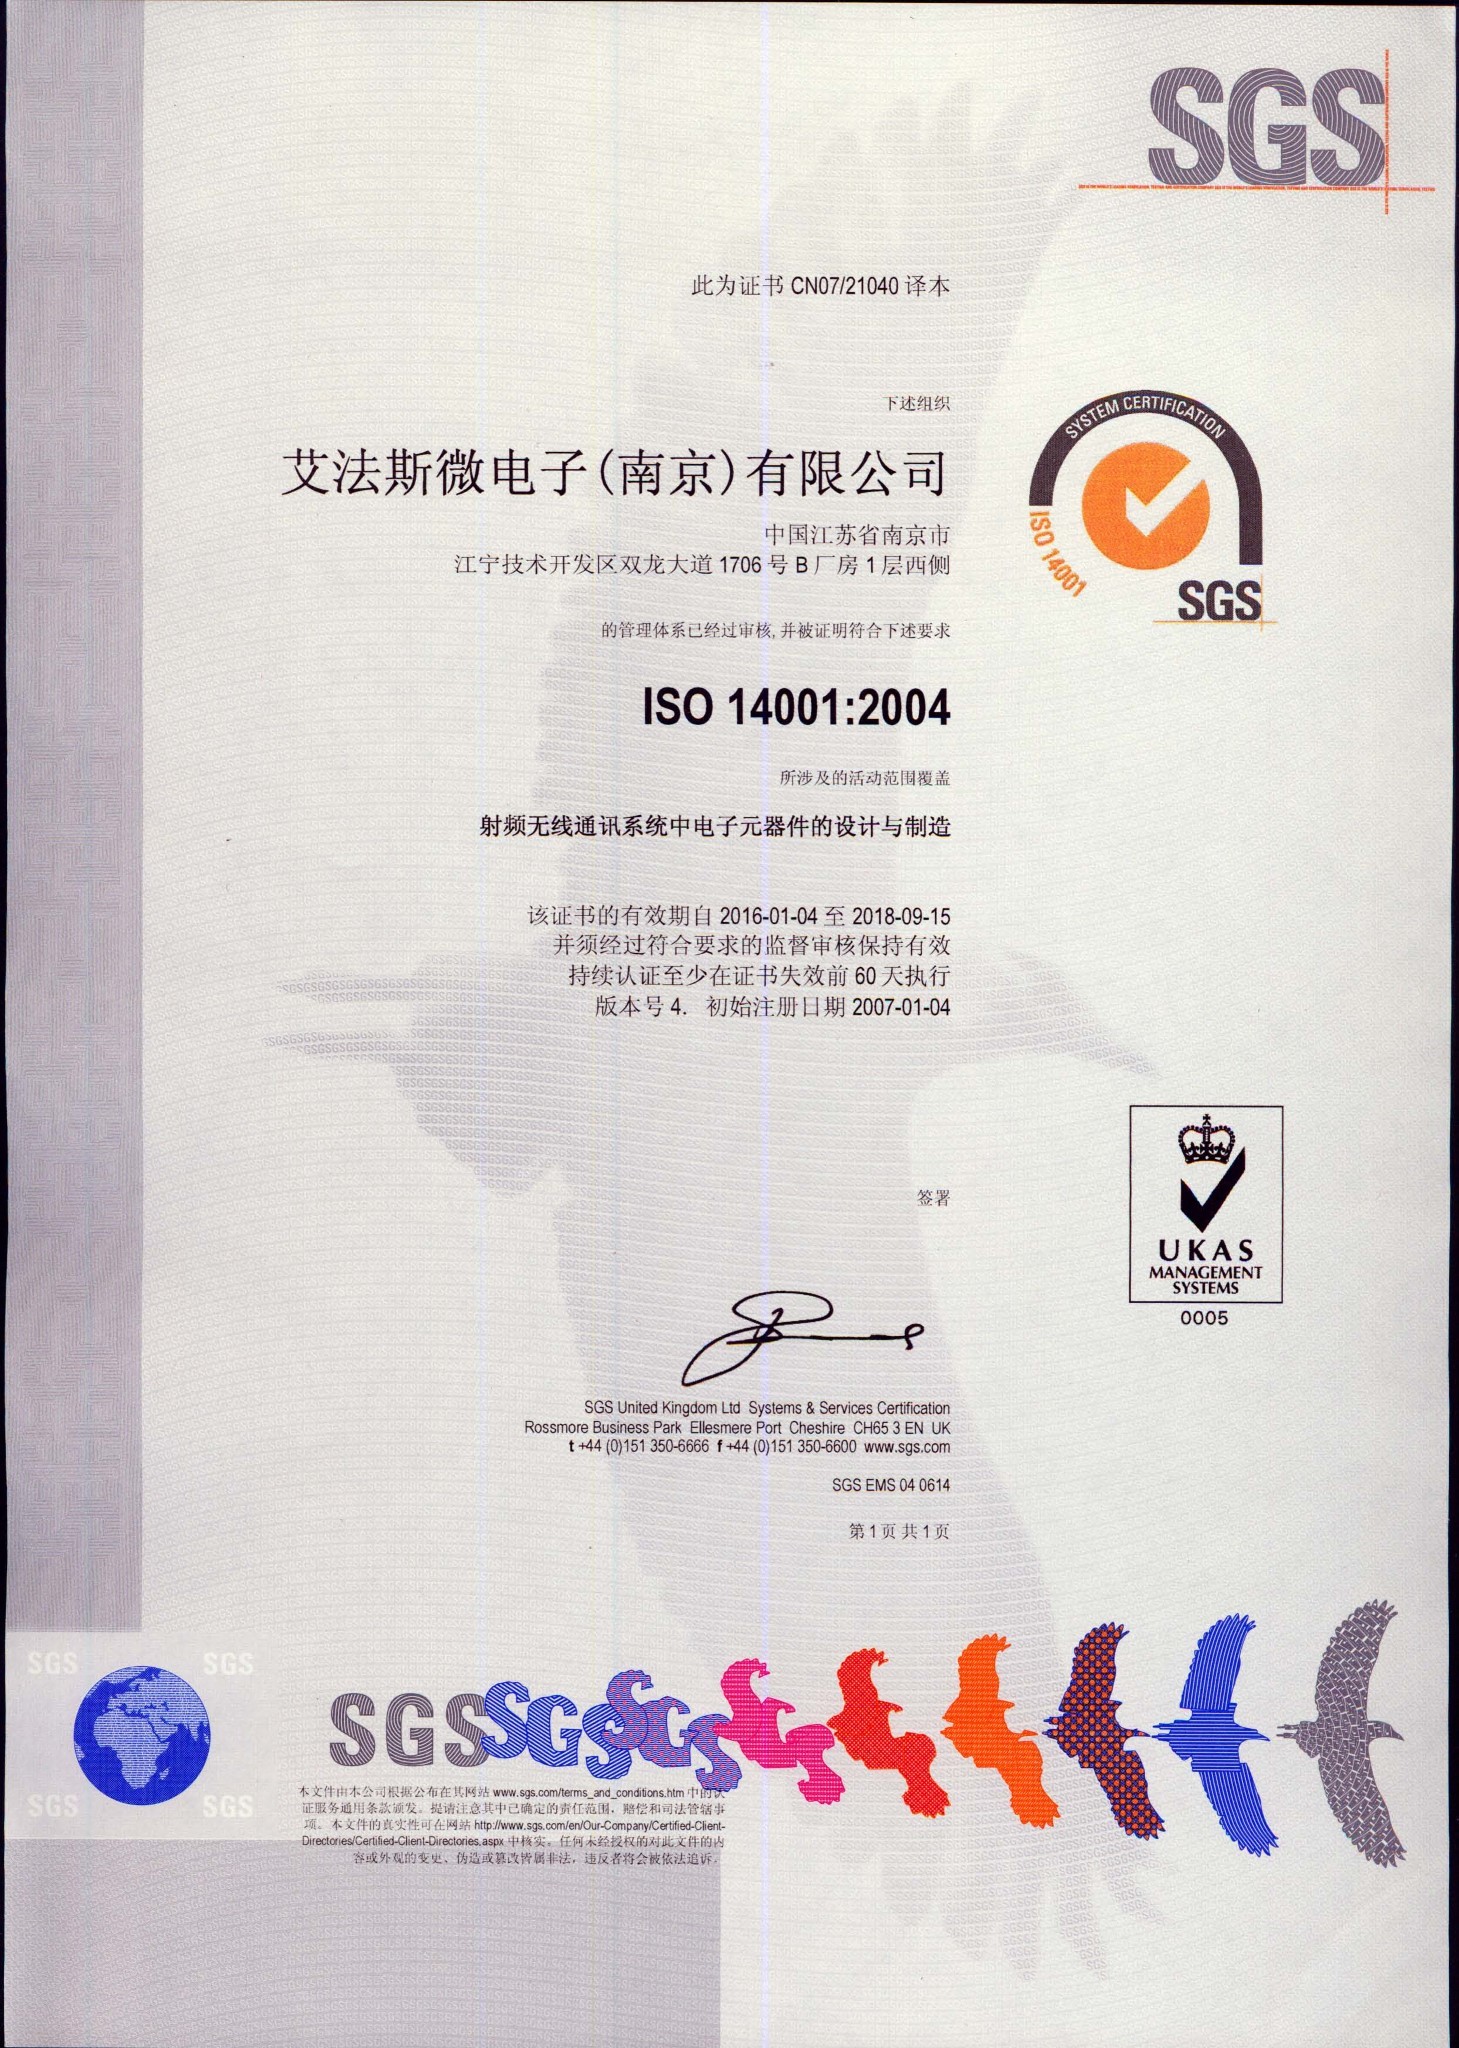 SGS
此为证书 CN07/21040 译本
下述组织
艾法斯微电子(南京)有限公司
中国江苏省南京市
江宁技术开发区双龙大道 1706 号 B 厂房 1 层西侧
SYSTEM CERTIFICATION
ISO 14001
SGS
的管理体系已经过审核, 并被证明符合下述要求
ISO 14001:2004
所涉及的活动范围覆盖
射频无线通讯系统中电子元器件的设计与制造
该证书的有效期自 2016-01-04 至 2018-09-15
并须经过符合要求的监督审核保持有效
持续认证至少在证书失效前 60 天执行
版本号 4. 初始注册日期 2007-01-04
签署
UKAS
MANAGEMENT
SYSTEMS
0005
SGS United Kingdom Ltd Systems & Services Certification
Rossmore Business Park Ellesmere Port Cheshire CH65 3 EN UK
t +44 (0)151 350-6666 f +44 (0)151 350-6600 www.sgs.com
SGS EMS 04 0614
第 1 页 共 1 页
SGS SGS
SGS SGS
SGS SGS SGS
本文件由本公司根据公布在其网站 www.sgs.com/terms_and_conditions.htm 中的认
证服务通用条款颁发。提请注意其中已确定的责任范围，赔偿和司法管辖事
项。本文件的真实性可在网站 http://www.sgs.com/en/Our-Company/Certified-Client-
Directories/Certified-Client-Directories.aspx 中核实。任何未经授权的对此文件的内
容或外观的变更、伪造或篡改皆属非法，违反者将会被依法追诉。